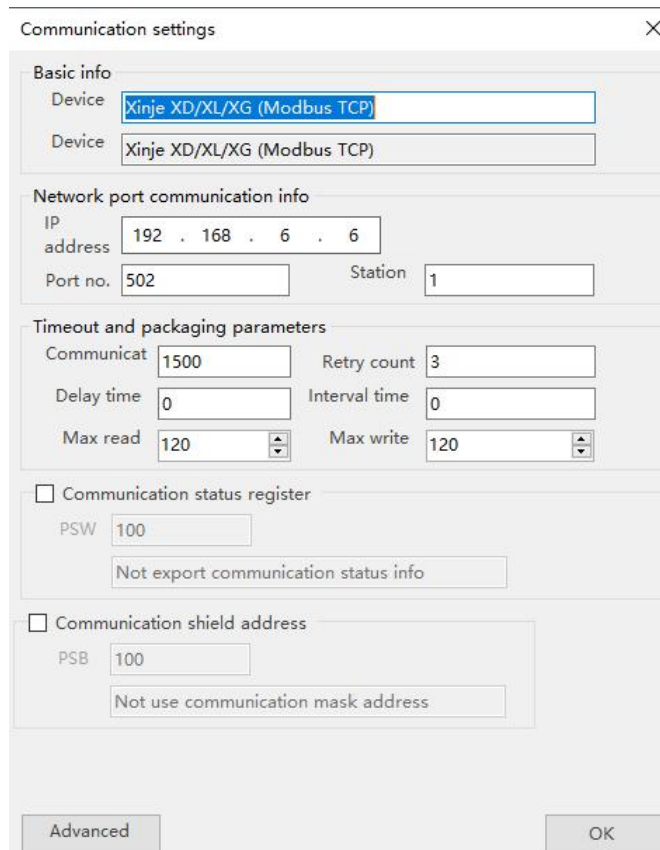 Communication settings
Basic info
Device Xinje XD/XL/XG (Modbus TCP)
Device Xinje XD/XL/XG (Modbus TCP)
Network port communication info
IP address 192 . 168 . 6 . 6
Port no. 502 Station 1
Timeout and packaging parameters
Communicat 1500 Retry count 3
Delay time 0 Interval time 0
Max read 120 Max write 120
Communication status register
PSW 100
Not export communication status info
Communication shield address
PSB 100
Not use communication mask address
Advanced OK